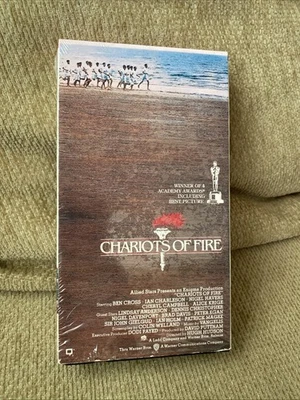 WINNER OF 4
ACADEMY AWARDS®
INCLUDING
BEST PICTURE
CHARIOTS OF FIRE
Allied Stars Presents an Enigma Production
"CHARIOTS OF FIRE"
Starring BEN CROSS · IAN CHARLESON · NIGEL HAVERS
CHERYL CAMPBELL · ALICE KRIGE
Guest Stars LINDSAY ANDERSON · DENNIS CHRISTOPHER
NIGEL DAVENPORT · BRAD DAVIS · PETER EGAN
SIR JOHN GIELGUD · IAN HOLM · PATRICK MAGEE
Screenplay by COLIN WELLAND Music by VANGELIS
Executive Producer DODI FAYED Produced by DAVID PUTTNAM
Directed by HUGH HUDSON
A Ladd Company and Warner Bros. Release
Thru Warner Bros. A Warner Communications Company